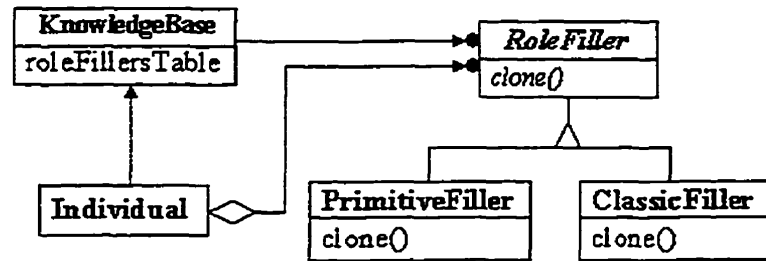 KnowledgeBase
roleFillersTable
RoleFiller
clone()
Individual
PrimitiveFiller
clone()
ClassicFiller
clone()